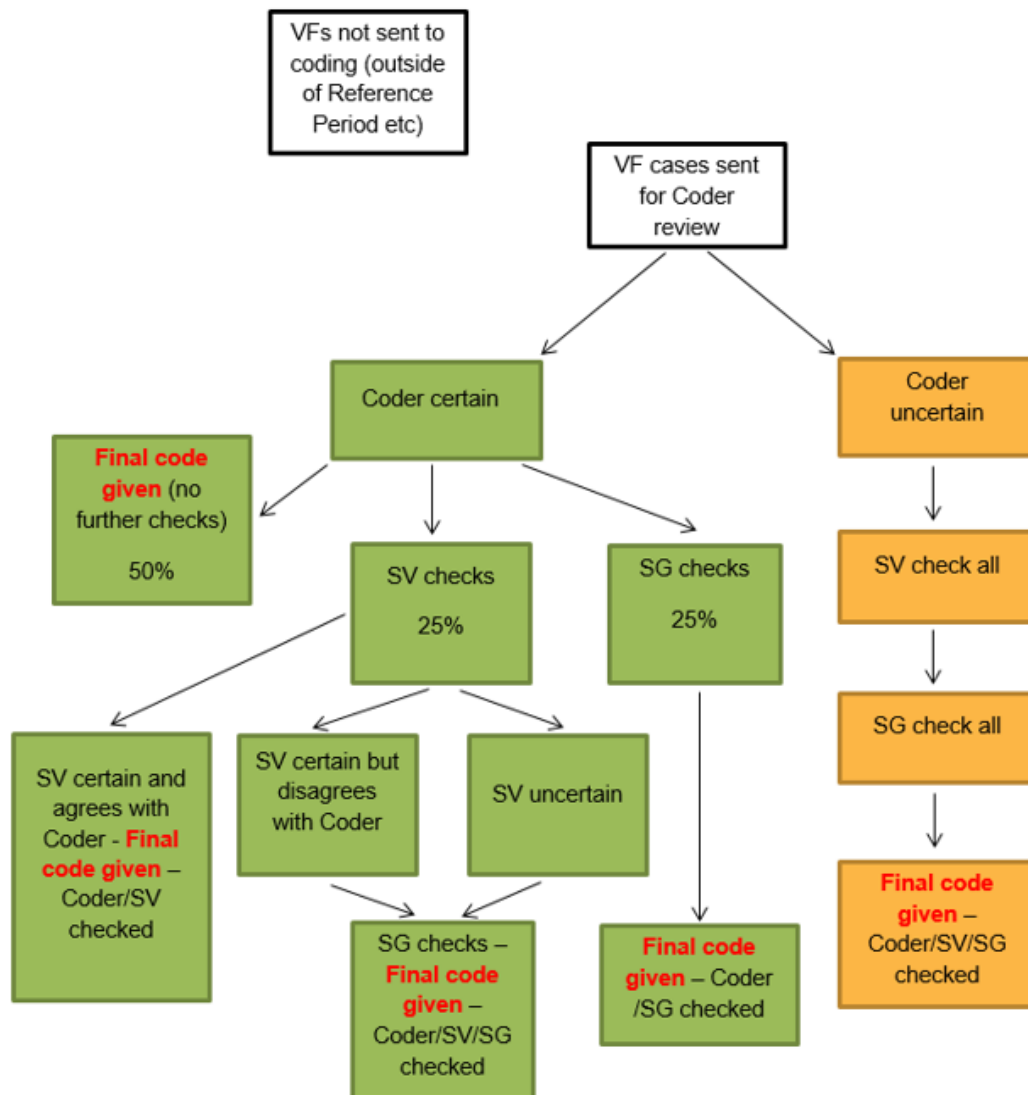 VFs not sent to
coding (outside
of Reference
Period etc)
VF cases sent
for Coder
review
Coder certain
Coder
uncertain
Final code
given (no
further checks)
50%
SV checks
25%
SG checks
25%
SV check all
SG check all
SV certain and
agrees with
Coder - Final
code given –
Coder/SV
checked
SV certain but
disagrees
with Coder
SV uncertain
SG checks –
Final code
given –
Coder/SV/SG
checked
Final code
given – Coder
/SG checked
Final code
given –
Coder/SV/SG
checked